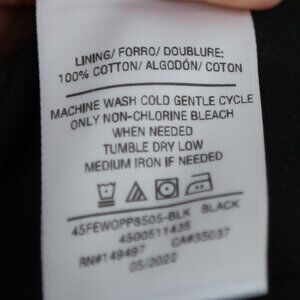 LINING/ FORRO/ DOUBLURE:
100% COTTON/ ALGODÓN/ COTON
MACHINE WASH COLD GENTLE CYCLE
ONLY NON-CHLORINE BLEACH
WHEN NEEDED
TUMBLE DRY LOW
MEDIUM IRON IF NEEDED
45FEWOPP8505-BLK BLACK
4500511435
RN#149497 CA#35037
05/2022